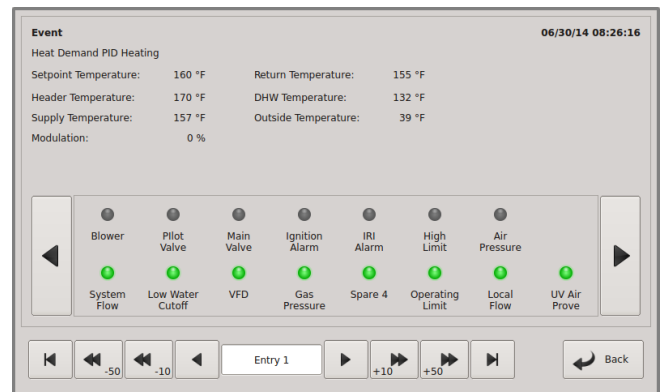 Event 06/30/14 08:26:16
Heat Demand PID Heating
Setpoint Temperature: 160 °F Return Temperature: 155 °F
Header Temperature: 170 °F DHW Temperature: 132 °F
Supply Temperature: 157 °F Outside Temperature: 39 °F
Modulation: 0 %
Blower PIlot Valve Main Valve Ignition Alarm IRI Alarm High Limit Air Pressure
System Flow Low Water Cutoff VFD Gas Pressure Spare 4 Operating Limit Local Flow UV Air Prove
-50 -10 Entry 1 +10 +50 Back